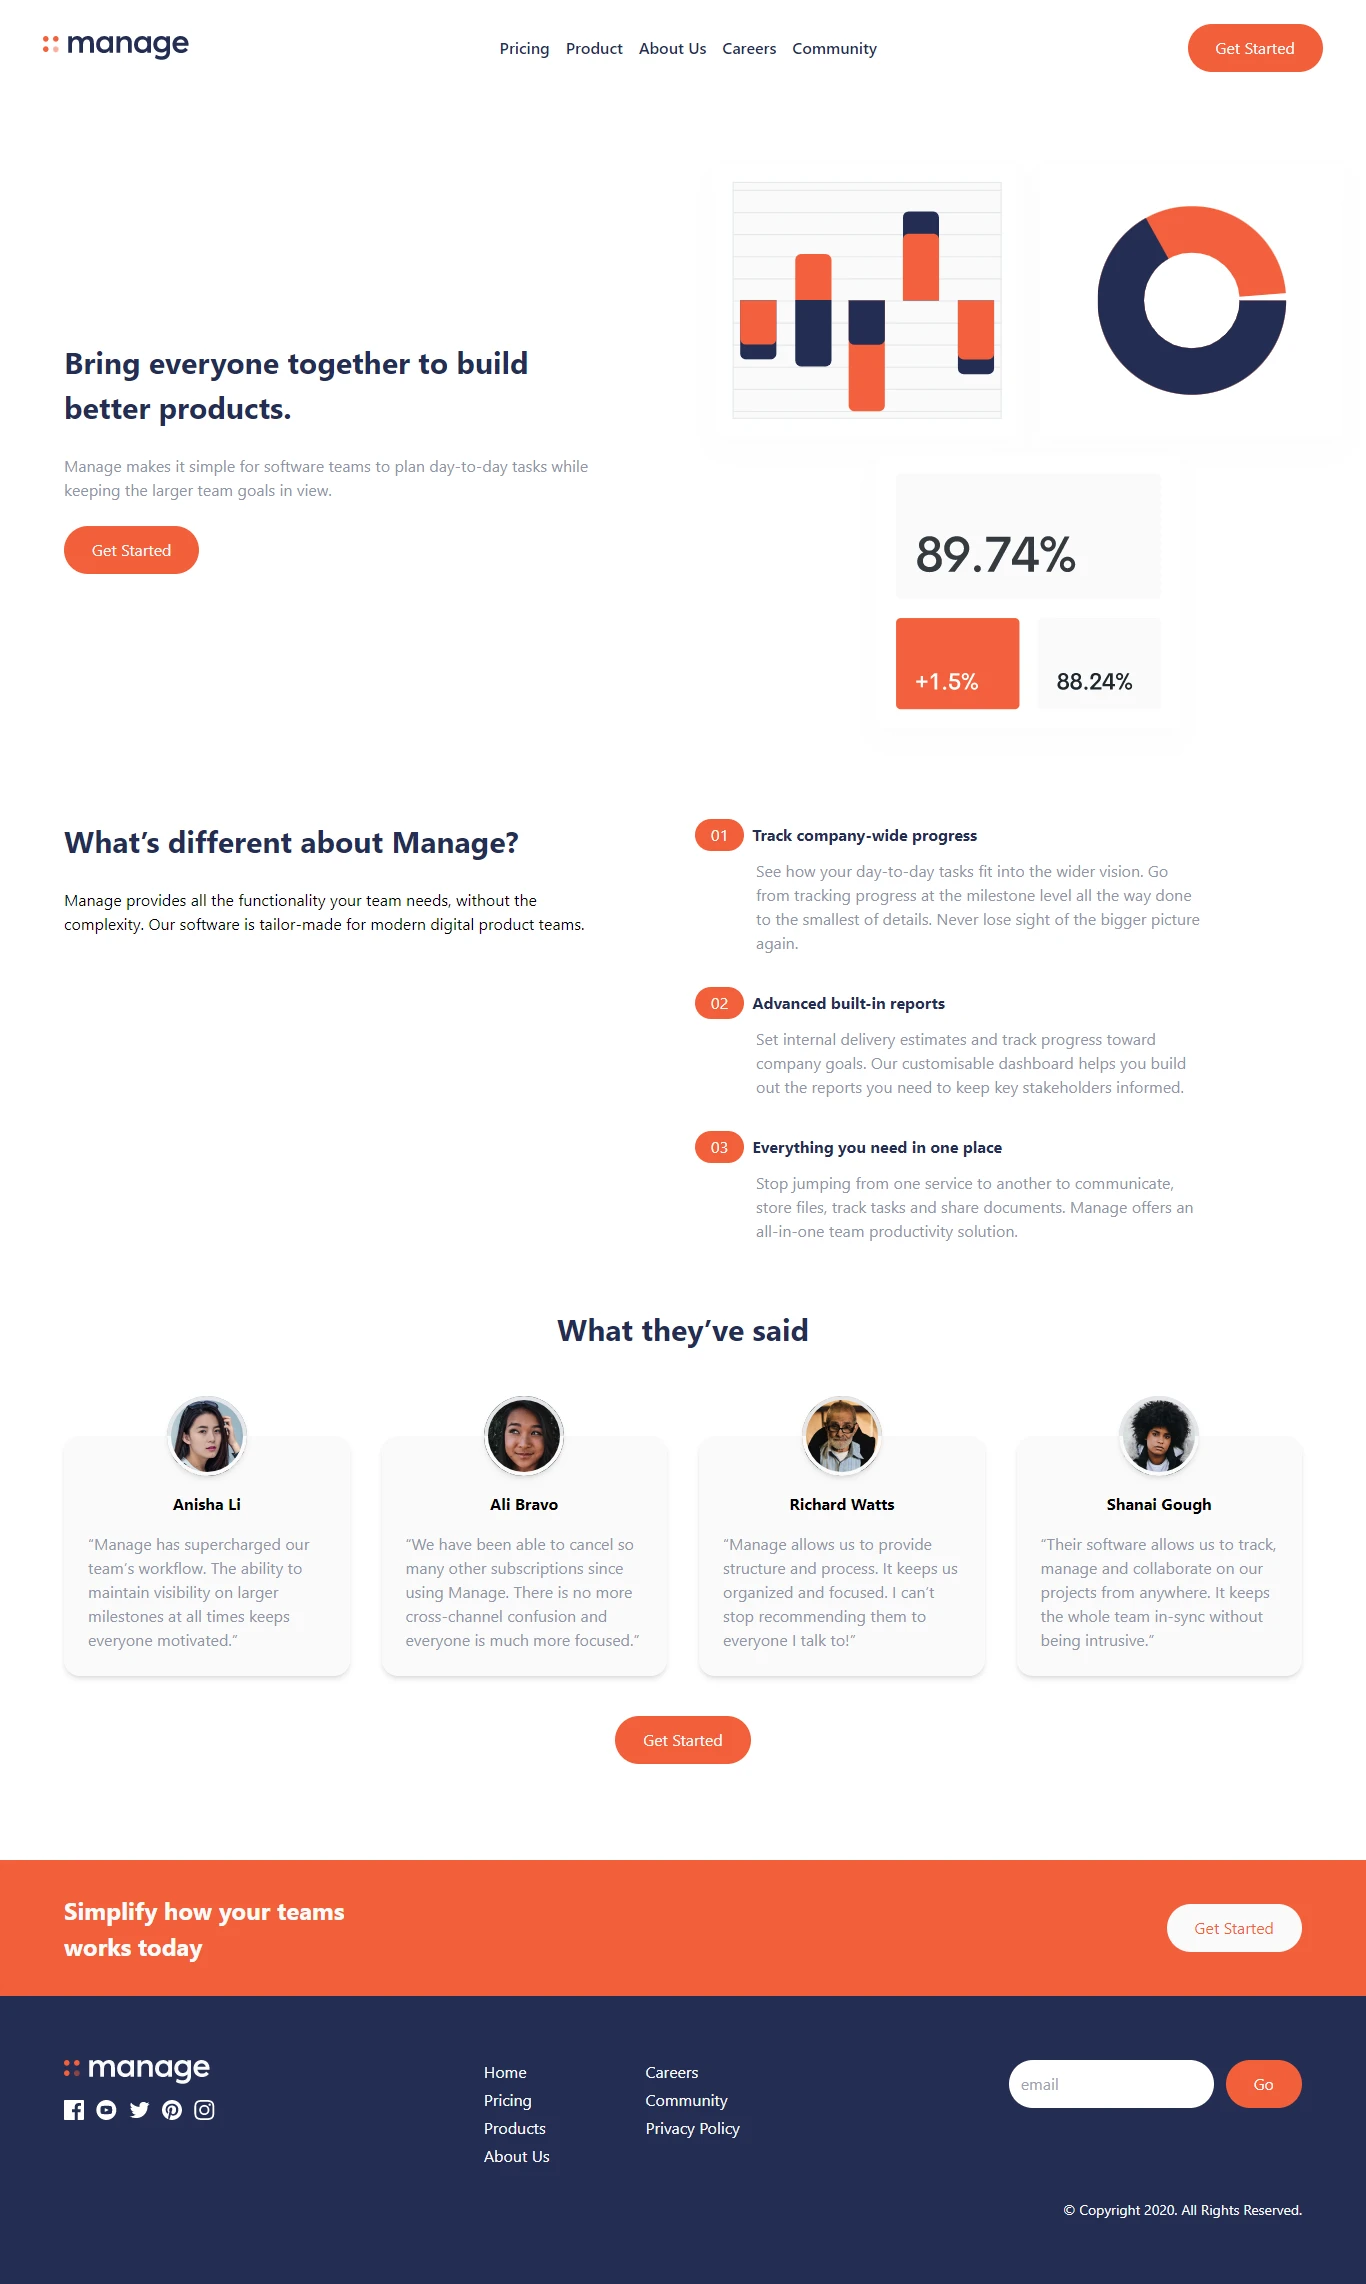 manage
Pricing Product About Us Careers Community
Get Started
Bring everyone together to build
better products.
Manage makes it simple for software teams to plan day-to-day tasks while
keeping the larger team goals in view.
Get Started
89.74%
+1.5%
88.24%
What’s different about Manage?
Manage provides all the functionality your team needs, without the
complexity. Our software is tailor-made for modern digital product teams.
01 Track company-wide progress
See how your day-to-day tasks fit into the wider vision. Go
from tracking progress at the milestone level all the way done
to the smallest of details. Never lose sight of the bigger picture
again.
02 Advanced built-in reports
Set internal delivery estimates and track progress toward
company goals. Our customisable dashboard helps you build
out the reports you need to keep key stakeholders informed.
03 Everything you need in one place
Stop jumping from one service to another to communicate,
store files, track tasks and share documents. Manage offers an
all-in-one team productivity solution.
What they’ve said
Anisha Li
“Manage has supercharged our
team’s workflow. The ability to
maintain visibility on larger
milestones at all times keeps
everyone motivated.”
Ali Bravo
“We have been able to cancel so
many other subscriptions since
using Manage. There is no more
cross-channel confusion and
everyone is much more focused.”
Richard Watts
“Manage allows us to provide
structure and process. It keeps us
organized and focused. I can’t
stop recommending them to
everyone I talk to!”
Shanai Gough
“Their software allows us to track,
manage and collaborate on our
projects from anywhere. It keeps
the whole team in-sync without
being intrusive.”
Get Started
Simplify how your teams
works today
Get Started
manage
Home
Pricing
Products
About Us
Careers
Community
Privacy Policy
email
Go
© Copyright 2020. All Rights Reserved.